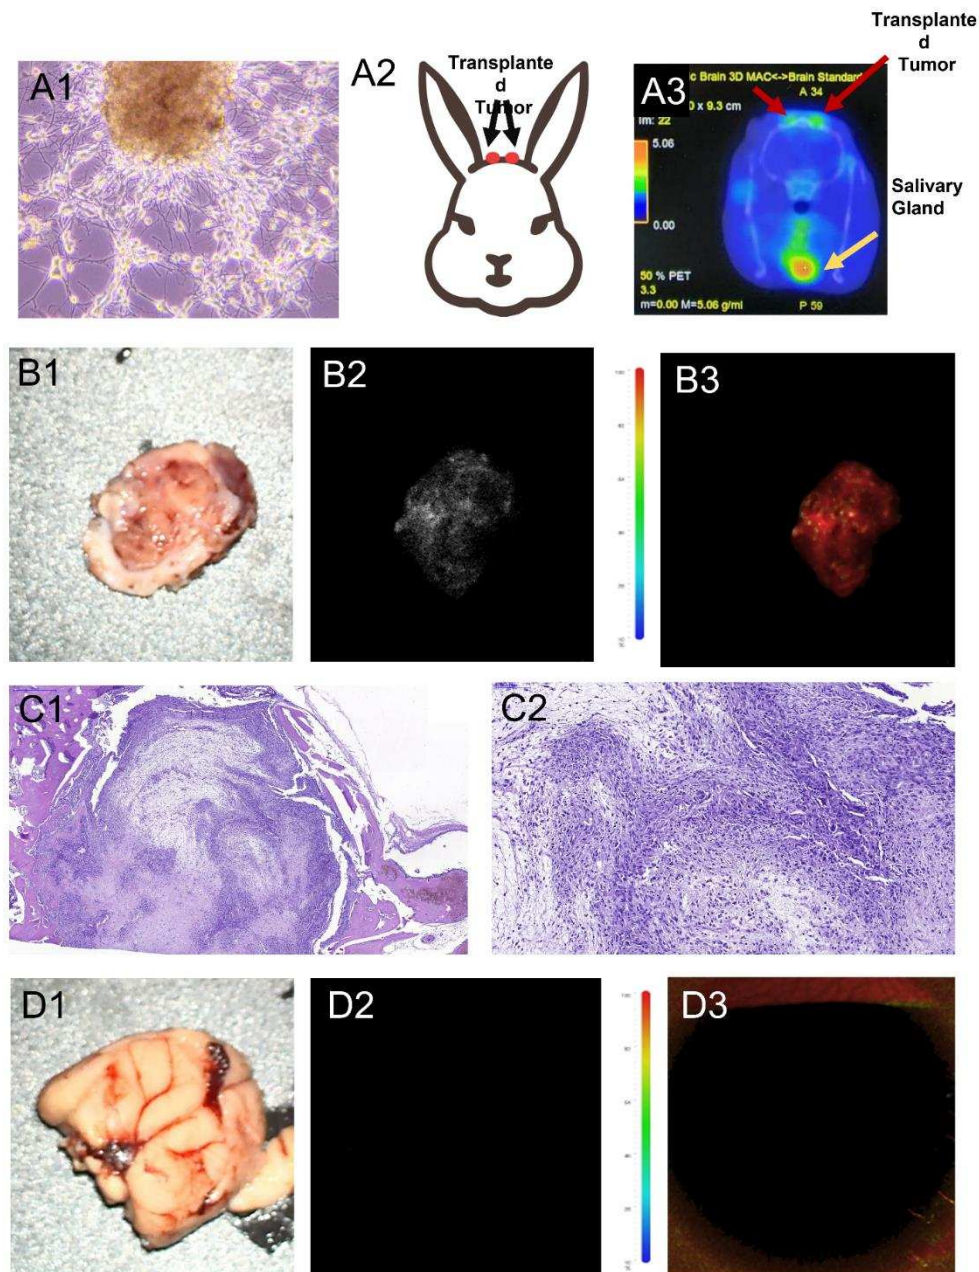 A1
A2
Transplante
d
Tumor
A3
ic Brain 3D MAC<->Brain Standard
A 34
0 x 9.3 cm
Im: 22
5.06
0.00
50 % PET
3.3
m=0.00 M=5.06 g/ml
P 59
Transplante
d
Tumor
Salivary
Gland
B1
B2
B3
C1
C2
D1
D2
D3